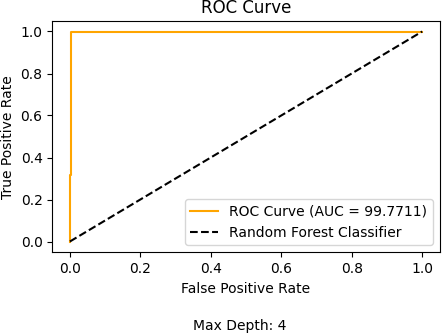 ROC Curve
True Positive Rate
1.0
0.8
0.6
0.4
0.2
0.0
ROC Curve (AUC = 99.7711)
Random Forest Classifier
0.0 0.2 0.4 0.6 0.8 1.0
False Positive Rate
Max Depth: 4